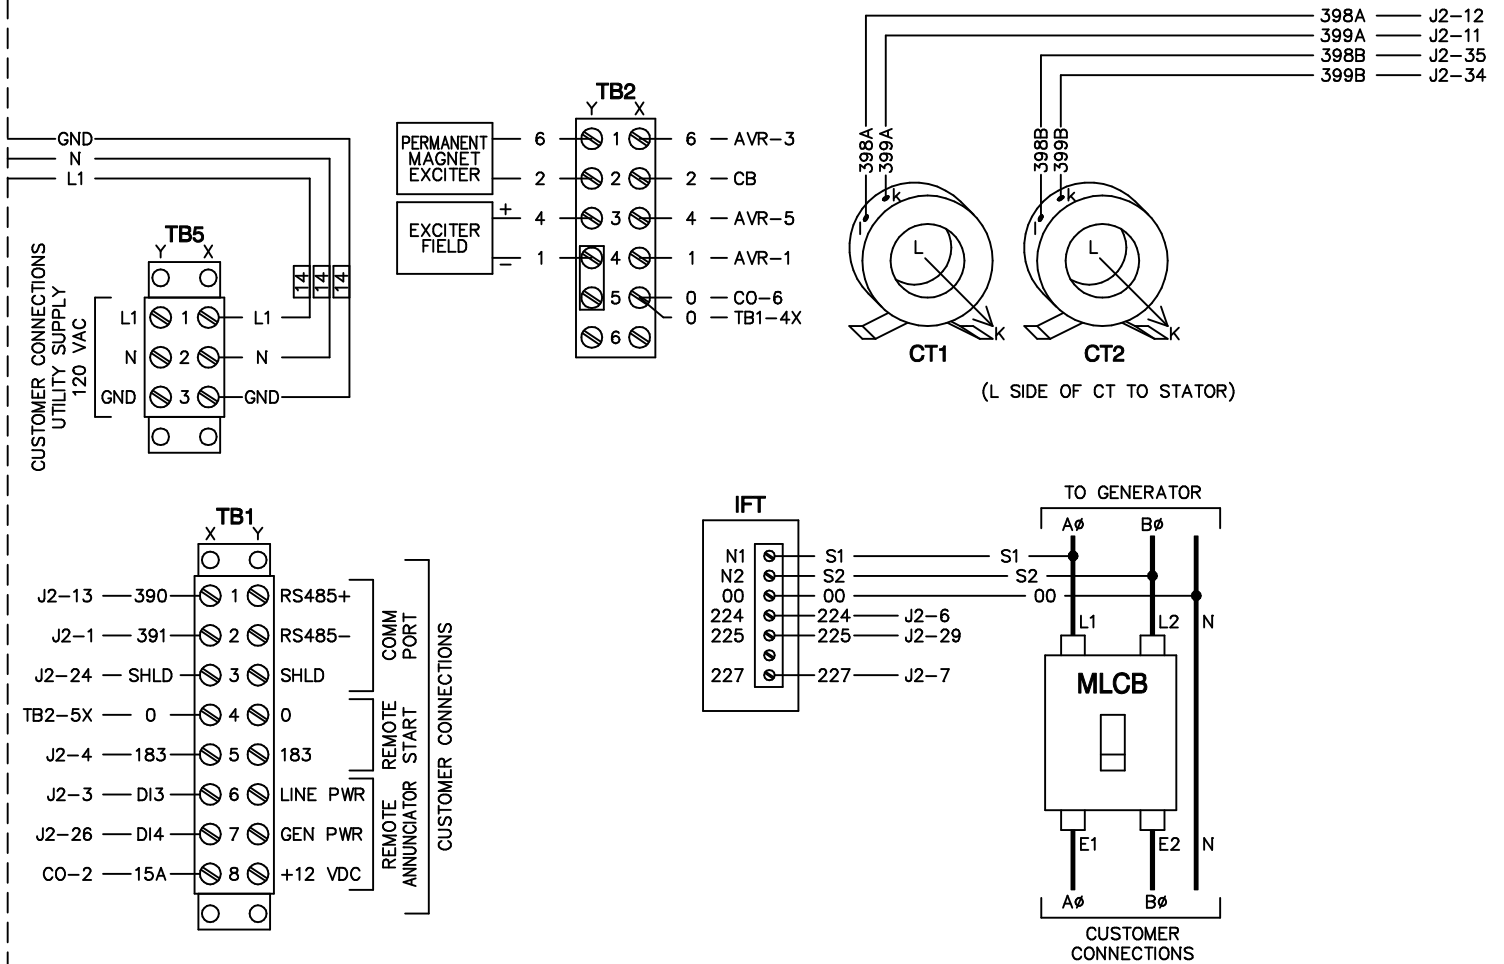 398A J2-12
399A J2-11
398B J2-35
399B J2-34
398A
399A
398B
399B
GND
N
L1
TB5
Y X
14 14 14
CUSTOMER CONNECTIONS
UTILITY SUPPLY
120 VAC
L1 1 L1
N 2 N
GND 3 GND
TB2
Y X
PERMANENT
MAGNET
EXCITER
EXCITER
FIELD
+
-
6 1 6 AVR-3
2 2 2 CB
4 3 4 AVR-5
1 4 1 AVR-1
5 0 CO-6
0 TB1-4X
6
l k
L
K
CT1
l k
L
K
CT2
(L SIDE OF CT TO STATOR)
TB1
X Y
J2-13 390 1 RS485+
J2-1 391 2 RS485-
J2-24 SHLD 3 SHLD
TB2-5X 0 4 0
J2-4 183 5 183
J2-3 DI3 6 LINE PWR
J2-26 DI4 7 GEN PWR
CO-2 15A 8 +12 VDC
COMM
PORT
REMOTE
START
REMOTE
ANNUNCIATOR
CUSTOMER CONNECTIONS
IFT
N1 S1 S1
N2 S2 S2
00 00 00
224 224 J2-6
225 225 J2-29
227 227 J2-7
TO GENERATOR
AØ BØ
L1 L2 N
MLCB
E1 E2 N
AØ BØ
CUSTOMER
CONNECTIONS